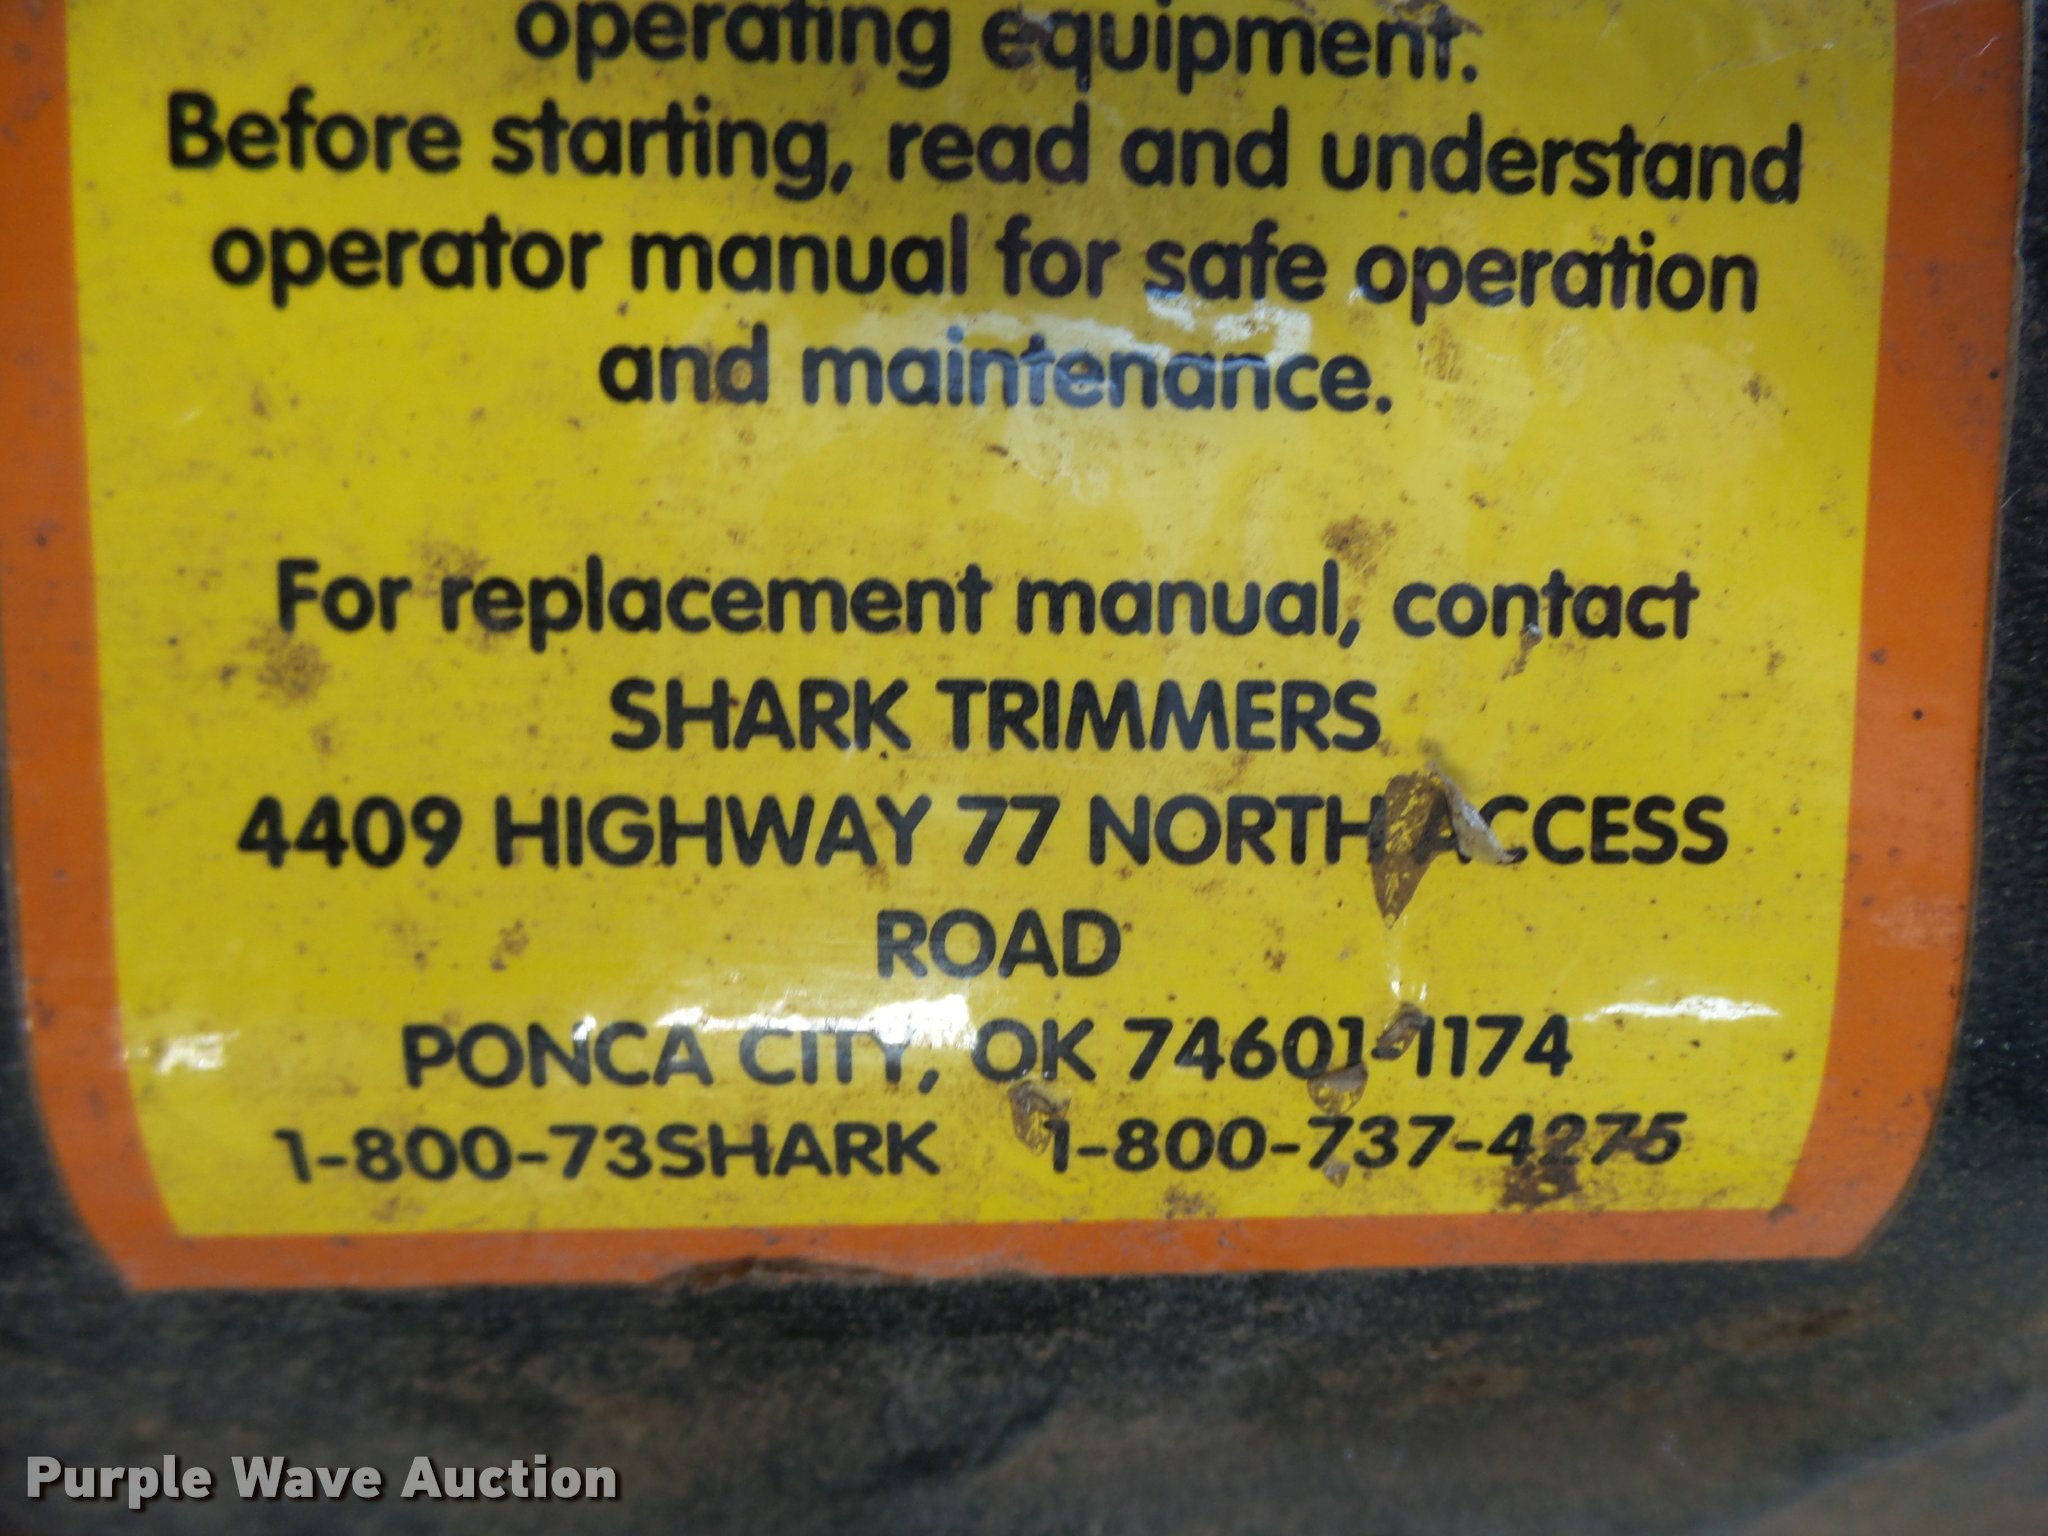 operating equipment.
Before starting, read and understand
operator manual for safe operation
and maintenance.
For replacement manual, contact
SHARK TRIMMERS
4409 HIGHWAY 77 NORTH ACCESS
ROAD
PONCA CITY, OK 74601-1174
1-800-73SHARK 1-800-737-4275
Purple Wave Auction